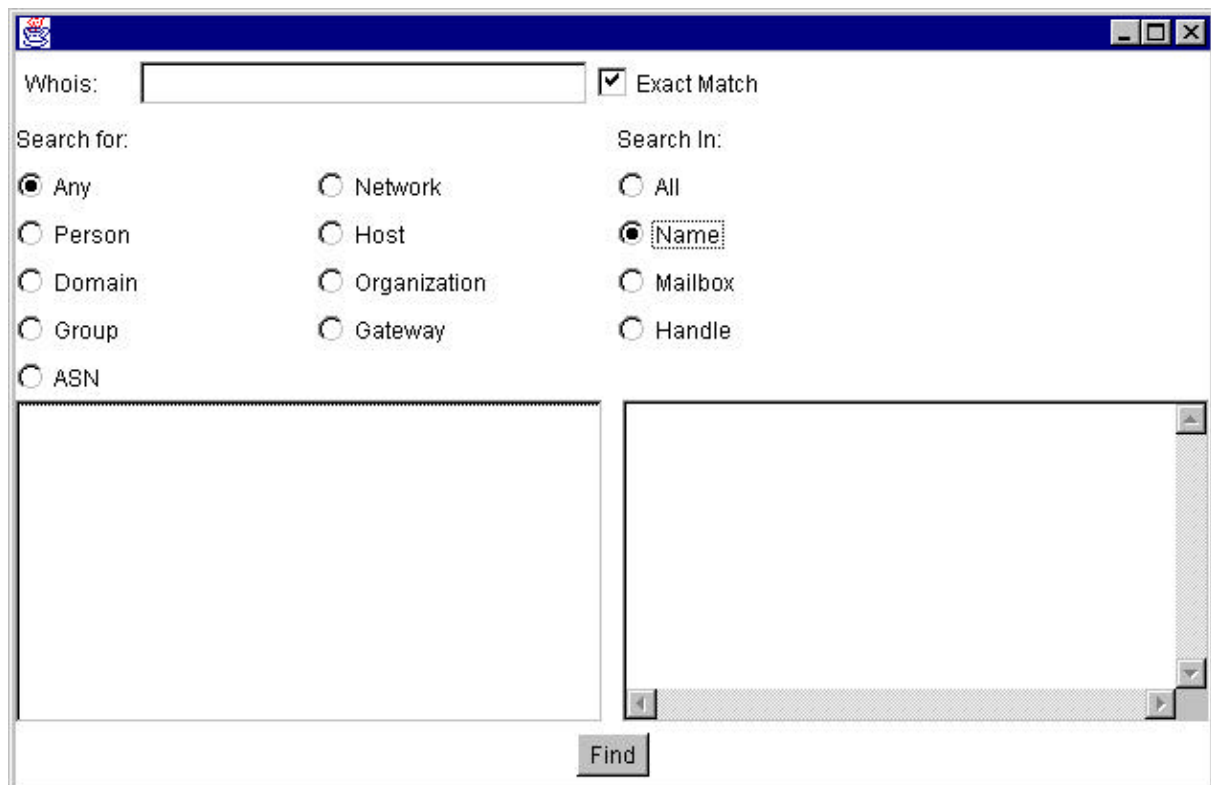 Whois: Exact Match
Search for: Search In:
Any Network All
Person Host Name
Domain Organization Mailbox
Group Gateway Handle
ASN
Find